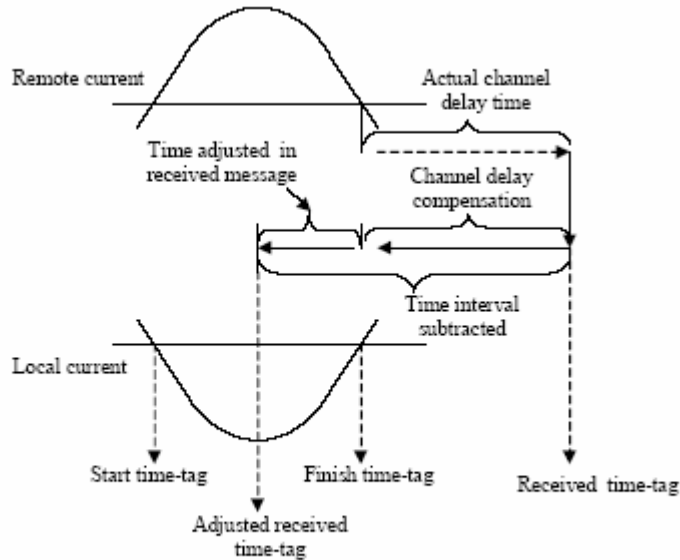 Remote current
Actual channel
delay time
Time adjusted in
received message
Channel delay
compensation
Time interval
subtracted
Local current
Start time-tag
Finish time-tag
Received time-tag
Adjusted received
time-tag